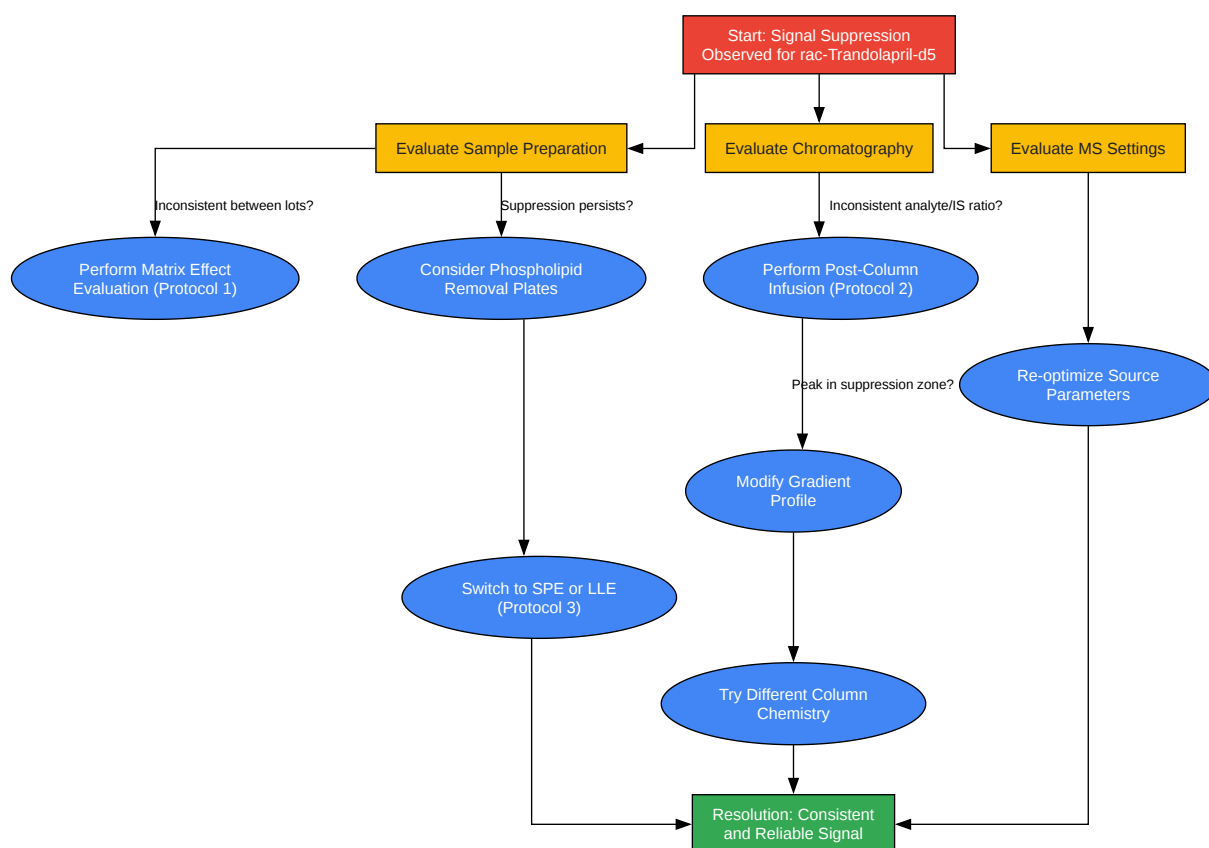 Start: Signal Suppression
Observed for rac-Trandolapril-d5
Evaluate Sample Preparation
Evaluate Chromatography
Evaluate MS Settings
Inconsistent between lots?
Suppression persists?
Inconsistent analyte/IS ratio?
Perform Matrix Effect
Evaluation (Protocol 1)
Consider Phospholipid
Removal Plates
Perform Post-Column
Infusion (Protocol 2)
Peak in suppression zone?
Re-optimize Source
Parameters
Modify Gradient
Profile
Switch to SPE or LLE
(Protocol 3)
Try Different Column
Chemistry
Resolution: Consistent
and Reliable Signal